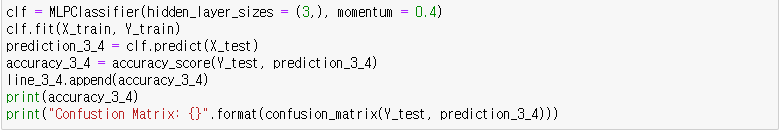 clf = MLPClassifier(hidden_layer_sizes = (3,), momentum = 0.4)
clf.fit(X_train, Y_train)
prediction_3_4 = clf.predict(X_test)
accuracy_3_4 = accuracy_score(Y_test, prediction_3_4)
line_3_4.append(accuracy_3_4)
print(accuracy_3_4)
print("Confustion Matrix: {}".format(confusion_matrix(Y_test, prediction_3_4)))